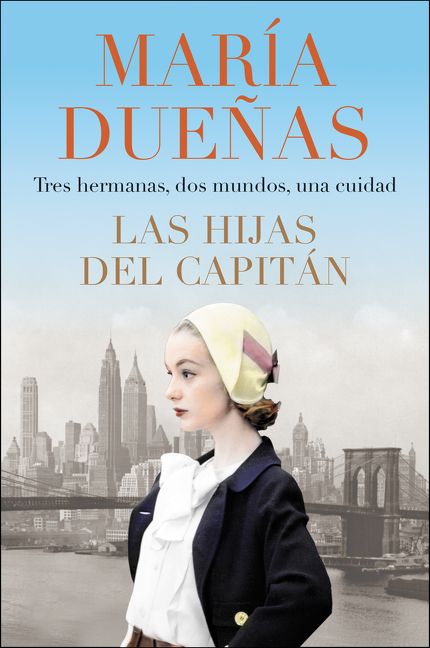 MARÍA
DUEÑAS
Tres hermanas, dos mundos, una cuidad
LAS HIJAS
DEL CAPITÁN